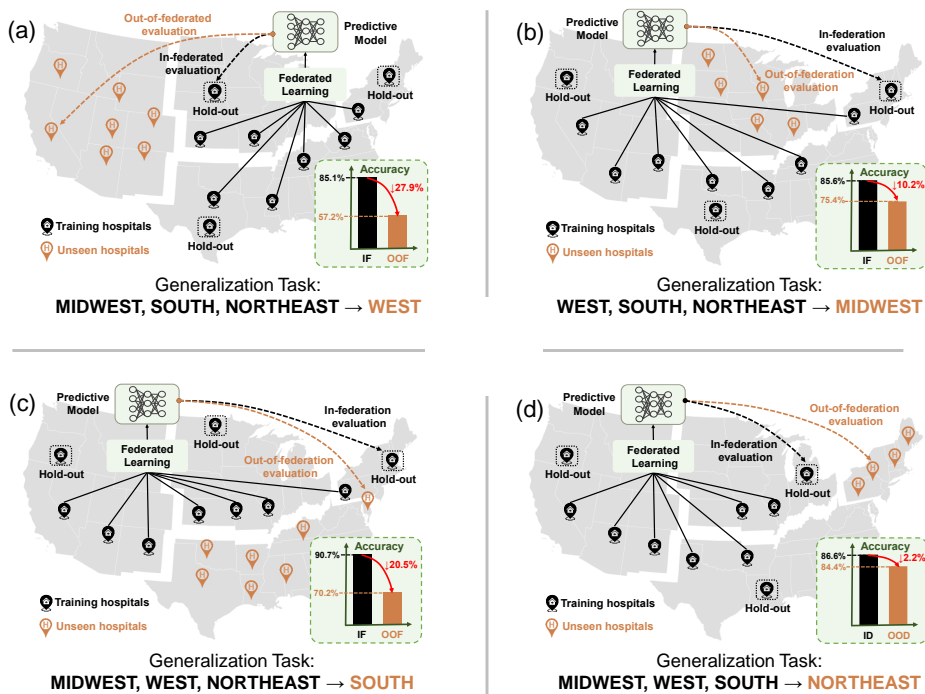 (a)
Out-of-federated
evaluation
Predictive
Model
In-federated
evaluation
Federated
Learning
Hold-out
Hold-out
Hold-out
H
H
H
H
H
H
H
H
Accuracy
85.1%
↓27.9%
57.2%
IF OOF
Training hospitals
H Unseen hospitals
Generalization Task:
MIDWEST, SOUTH, NORTHEAST → WEST
(b)
Predictive
Model
In-federation
evaluation
Out-of-federation
evaluation
Federated
Learning
Hold-out
Hold-out
Hold-out
H
H
H
H
H
H
H
Accuracy
85.6%
↓10.2%
75.4%
IF OOF
Training hospitals
H Unseen hospitals
Generalization Task:
WEST, SOUTH, NORTHEAST → MIDWEST
(c)
Predictive
Model
In-federation
evaluation
Hold-out
Federated
Learning
Out-of-federation
evaluation
Hold-out
Hold-out
H
H
H
H
H
H
H
Accuracy
90.7%
↓20.5%
70.2%
IF OOF
Training hospitals
H Unseen hospitals
Generalization Task:
MIDWEST, WEST, NORTHEAST → SOUTH
(d)
Predictive
Model
Out-of-federation
evaluation
In-federation
evaluation
Federated
Learning
Hold-out
Hold-out
Hold-out
H
H
H
H
Accuracy
86.6%
↓2.2%
84.4%
ID OOD
Training hospitals
H Unseen hospitals
Generalization Task:
MIDWEST, WEST, SOUTH → NORTHEAST